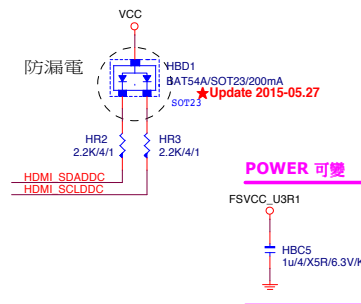 VCC
防漏電
HBD1
BAT54A/SOT23/200mA
★Update 2015-05.27
SOT23
HR2
2.2K/4/1
HR3
2.2K/4/1
HDMI_SDADDC
HDMI_SCLDDC
POWER 可變
FSVCC_U3R1
HBC5
1u/4/X5R/6.3V/K